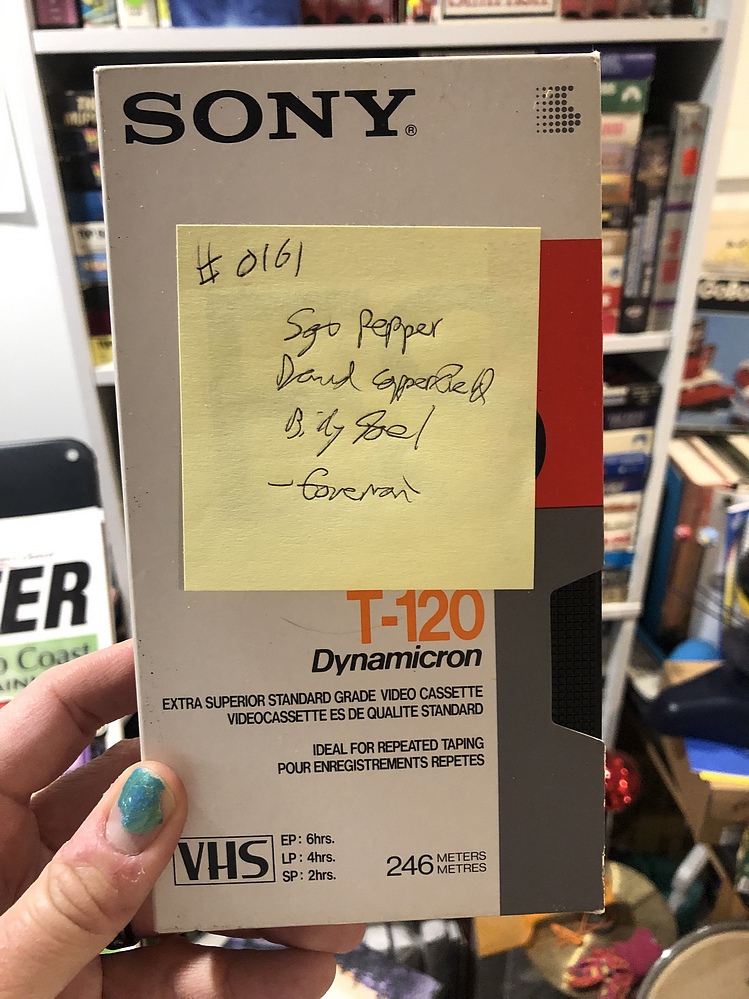 SONY®
# 0161
Sgt Pepper
David Copperfield
Billy Joel
T-120
Dynamicron
EXTRA SUPERIOR STANDARD GRADE VIDEO CASSETTE
VIDEOCASSETTE ES DE QUALITE STANDARD
IDEAL FOR REPEATED TAPING
POUR ENREGISTREMENTS REPETES
VHS
EP: 6hrs.
LP: 4hrs.
SP: 2hrs.
246 METERS
METRES
ER
Coast